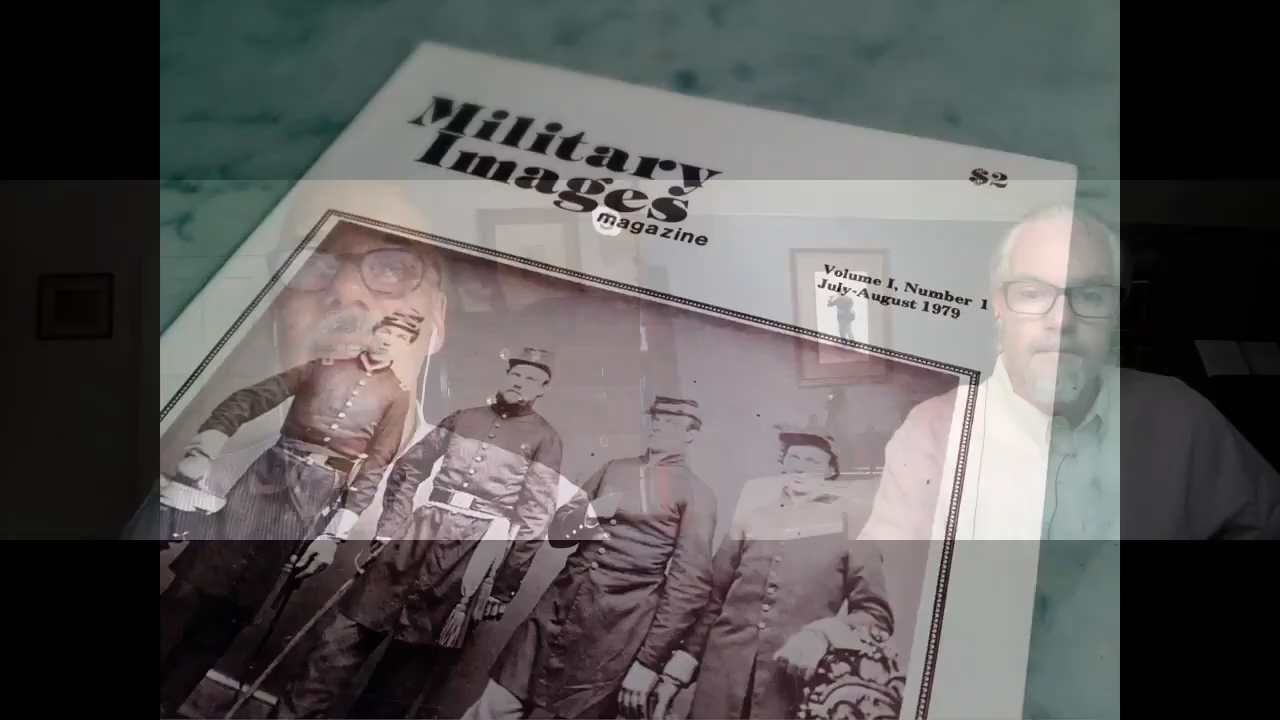 Military
Images
magazine
$2
Volume I, Number 1
July-August 1979